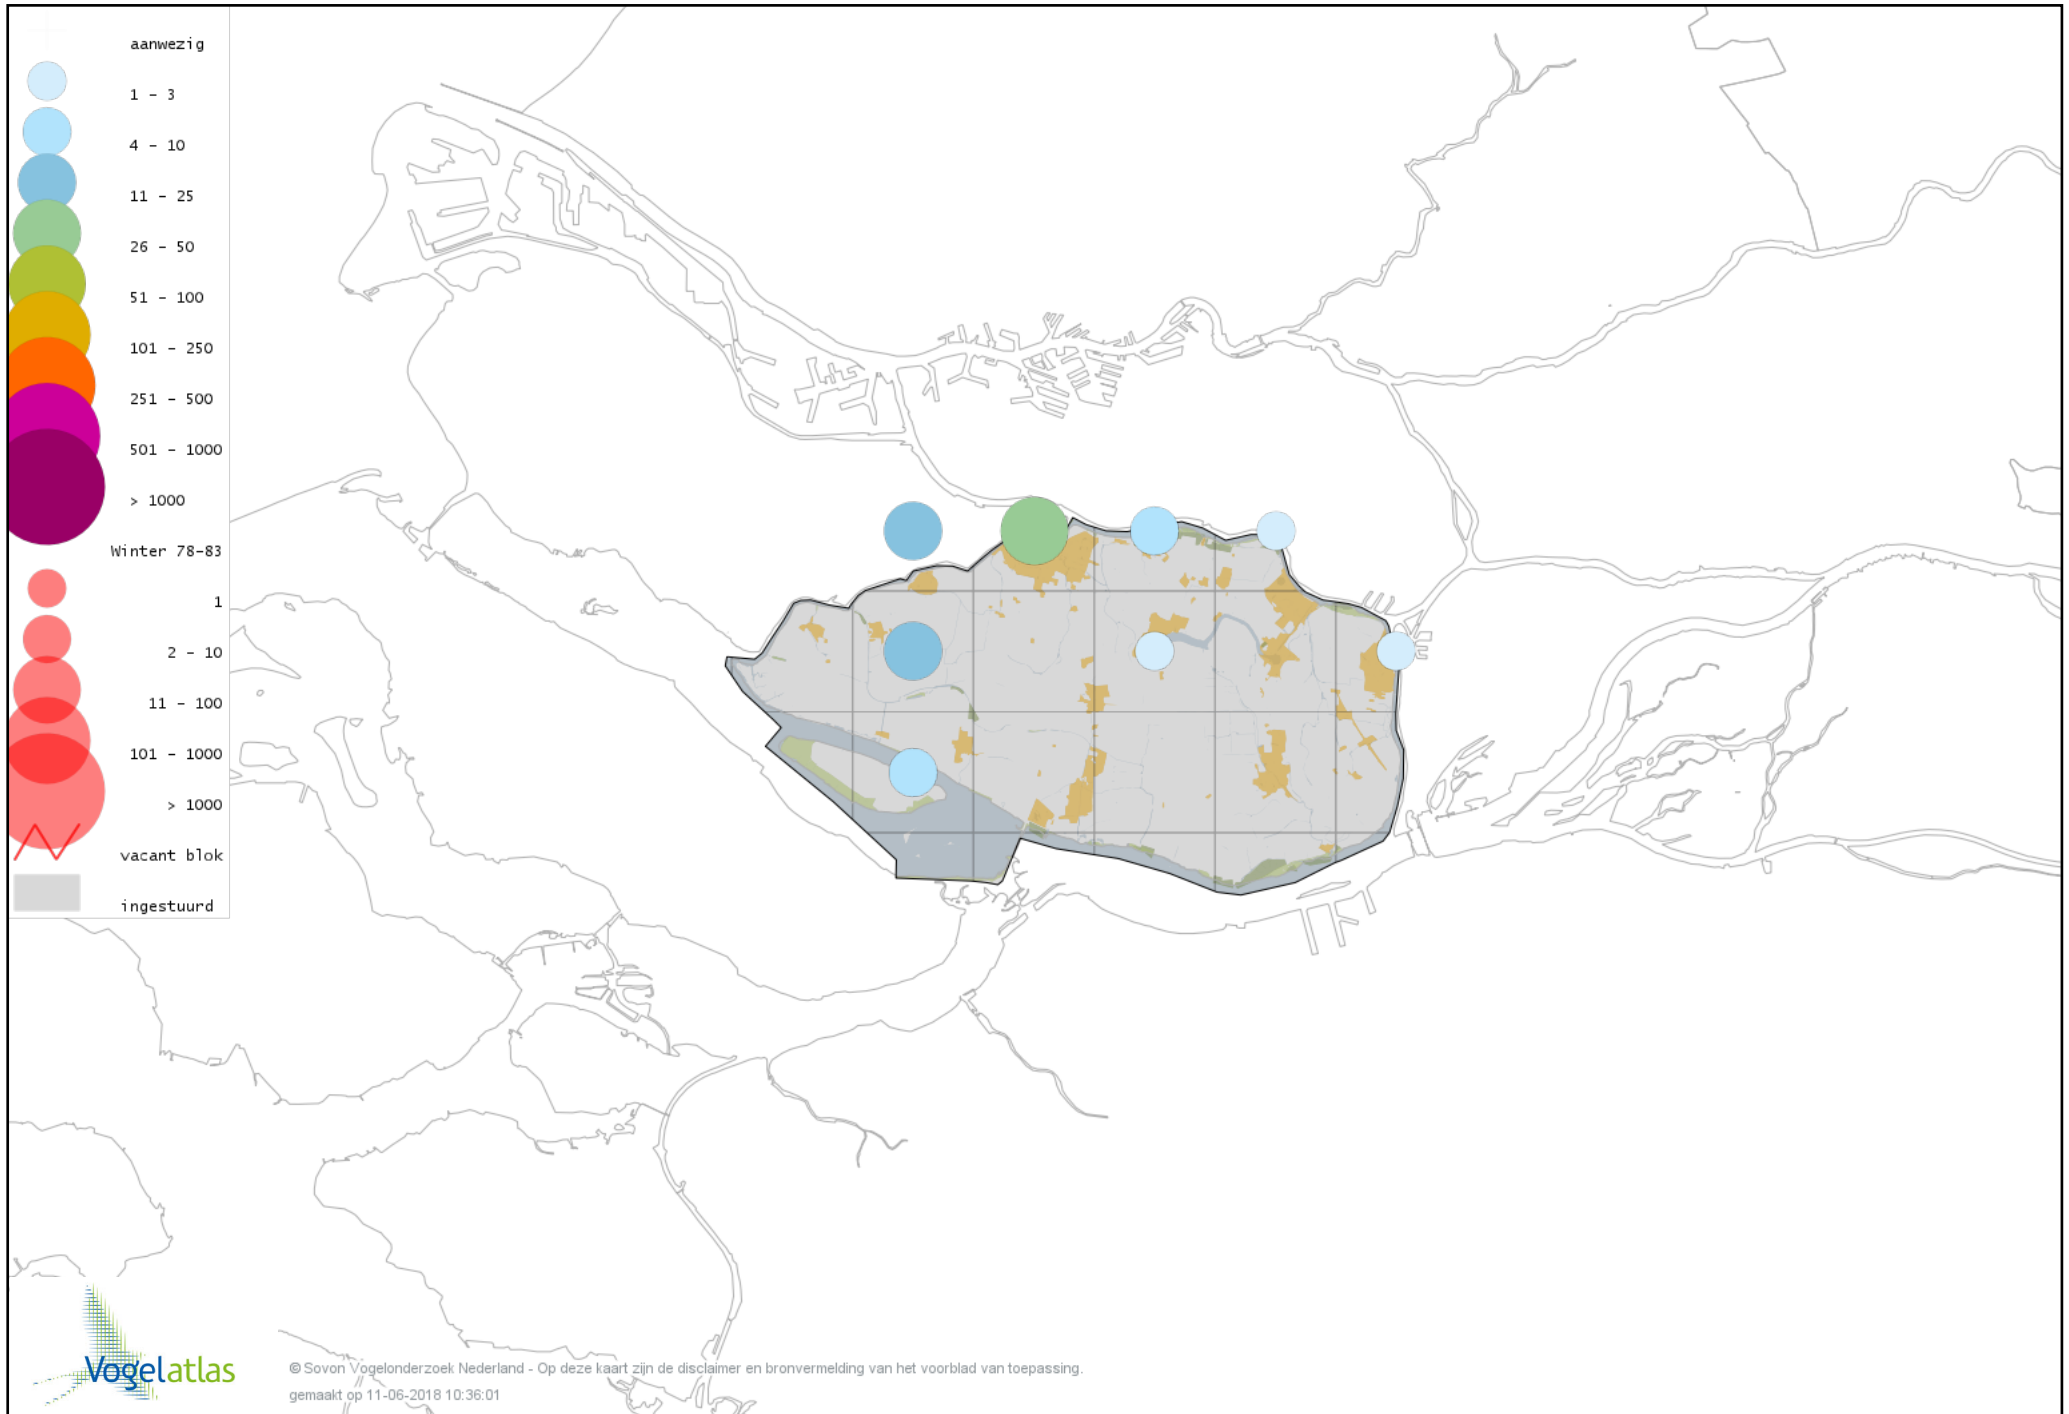 aanwezig
1 - 3
4 - 10
11 - 25
26 - 50
51 - 100
101 - 250
251 - 500
501 - 1000
> 1000
Winter 78-83
1
2 - 10
11 - 100
101 - 1000
> 1000
vacant blok
ingestuurd
Vogelatlas
© Sovon Vogelonderzoek Nederland - Op deze kaart zijn de disclaimer en bronvermelding van het voorblad van toepassing.
gemaakt op 11-06-2018 10:36:01